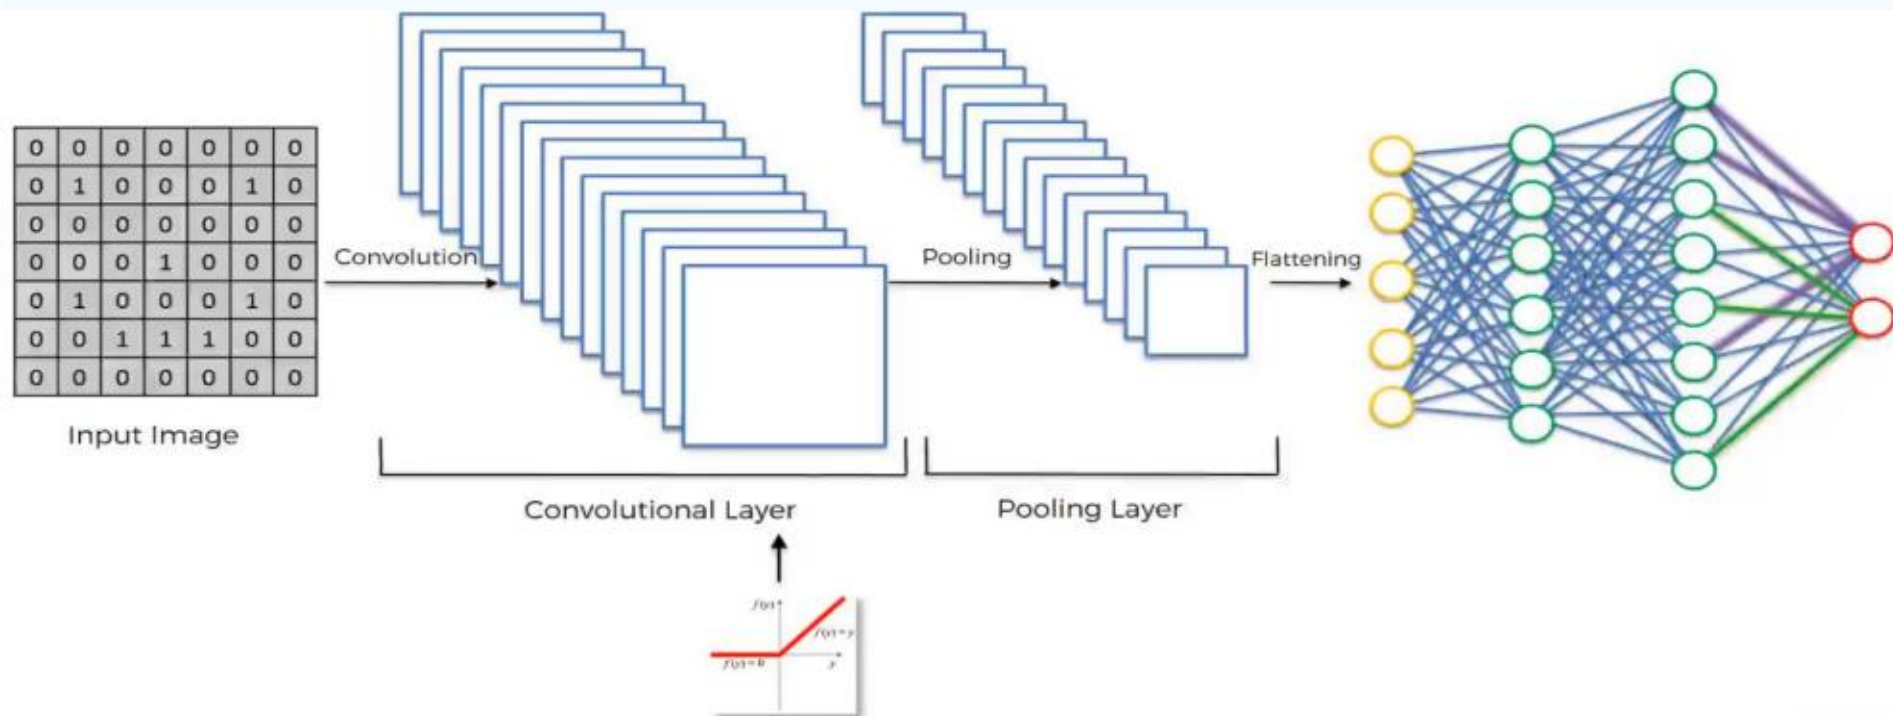 0 0 0 0 0 0 0
0 1 0 0 0 1 0
0 0 0 0 0 0 0
0 0 0 1 0 0 0
0 1 0 0 0 1 0
0 0 1 1 1 0 0
0 0 0 0 0 0 0
Input Image
Convolution
Pooling
Flattening
Convolutional Layer
Pooling Layer
f(y)
f(y)=y
f(y)=0
y